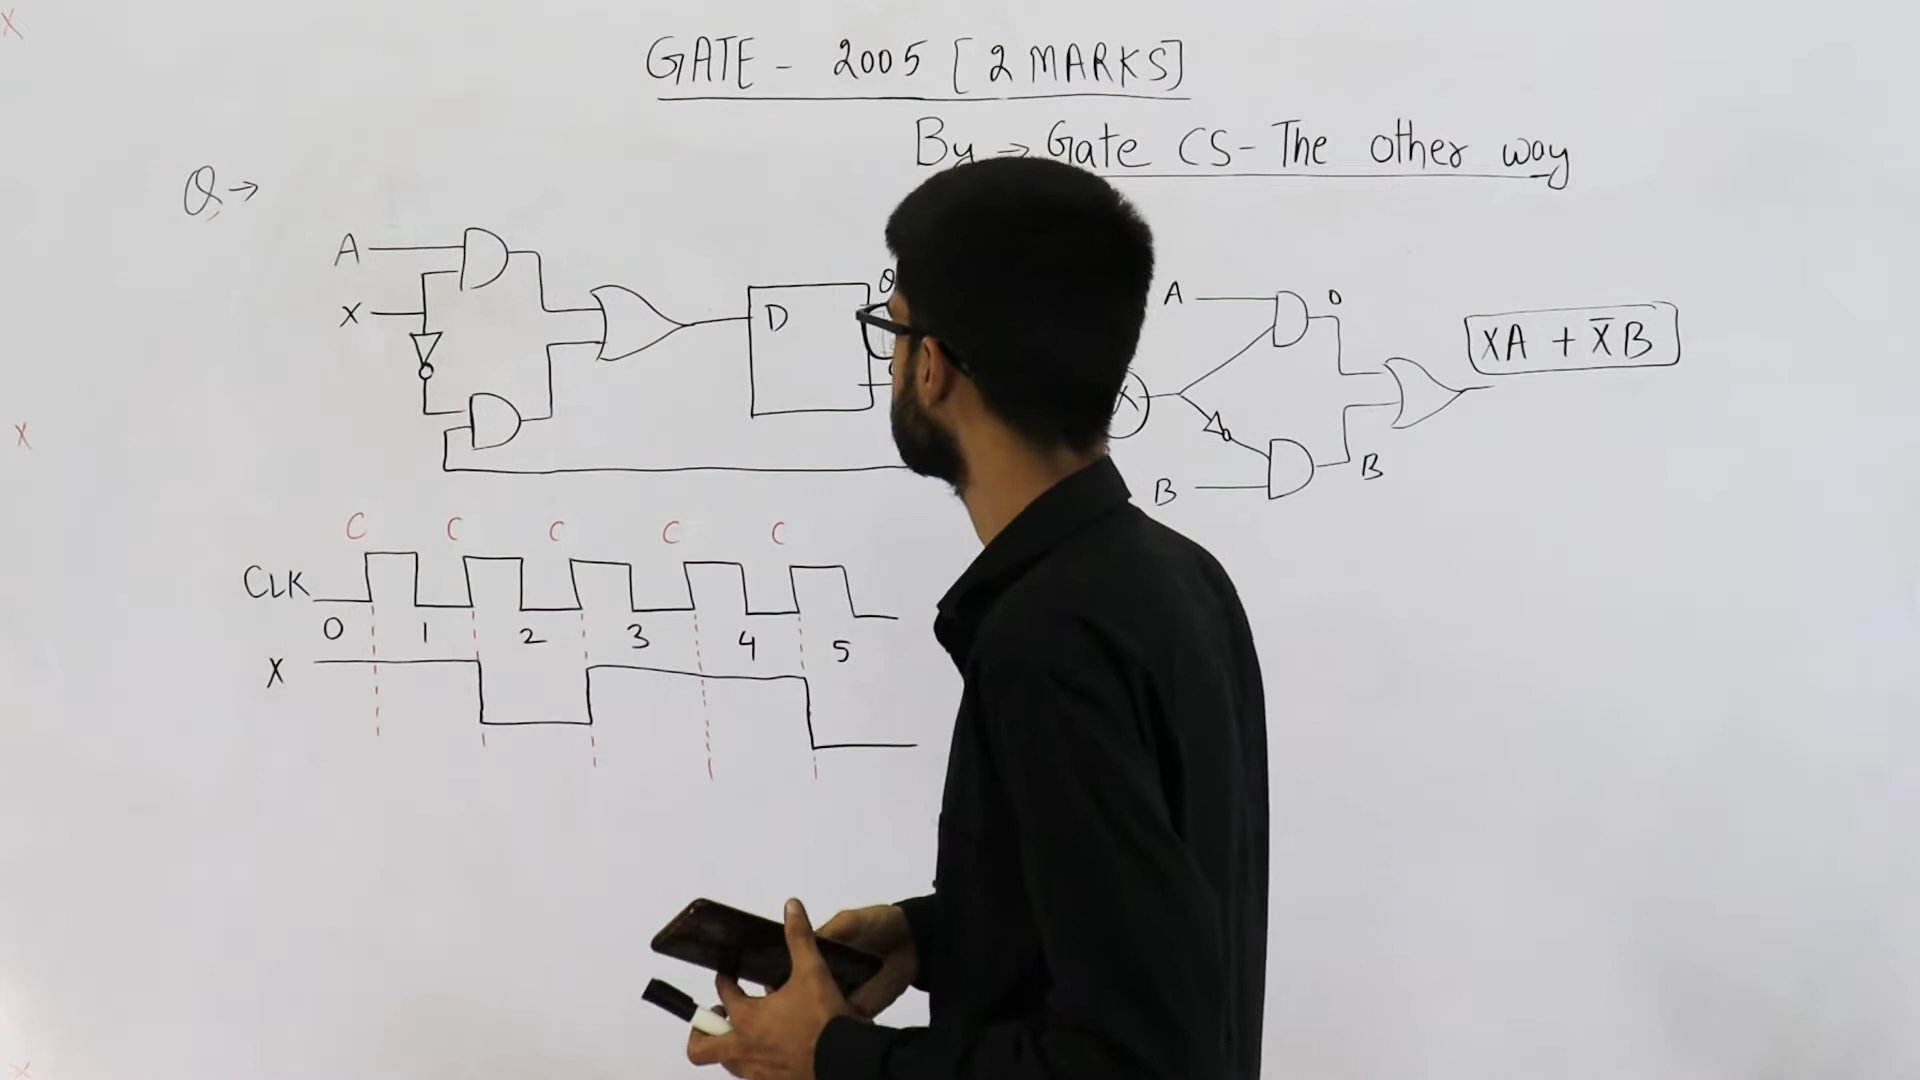 X
GATE - 2005 [2 MARKS]
By → Gate CS - The other way
Q →
A
X
D
Q
A
X
B
0
B
XA + X̄B
X
C C C C C
CLK
0 1 2 3 4 5
X
X